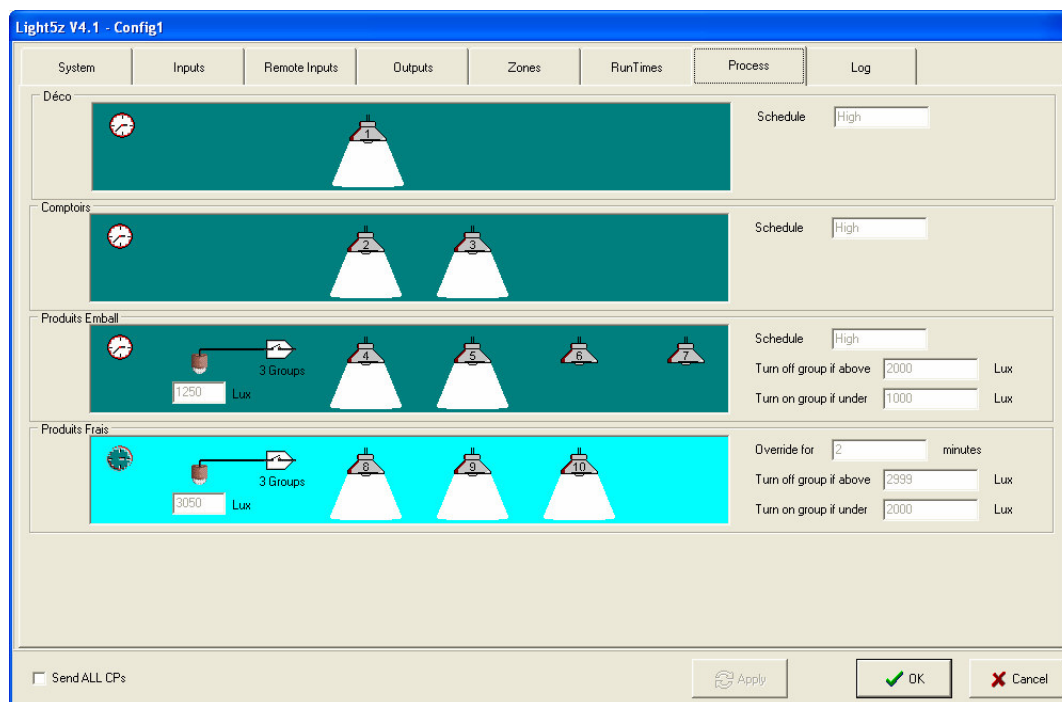 Light5z V4.1 - Config1
System Inputs Remote Inputs Outputs Zones RunTimes Process Log
Déco
1
Schedule High
Comptoirs
2 3
Schedule High
Produits Emball
4 5 6 7
3 Groups
1250 Lux
Schedule High
Turn off group if above 2000 Lux
Turn on group if under 1000 Lux
Produits Frais
8 9 10
3 Groups
3050 Lux
Override for 2 minutes
Turn off group if above 2999 Lux
Turn on group if under 2000 Lux
Send ALL CPs Apply OK Cancel